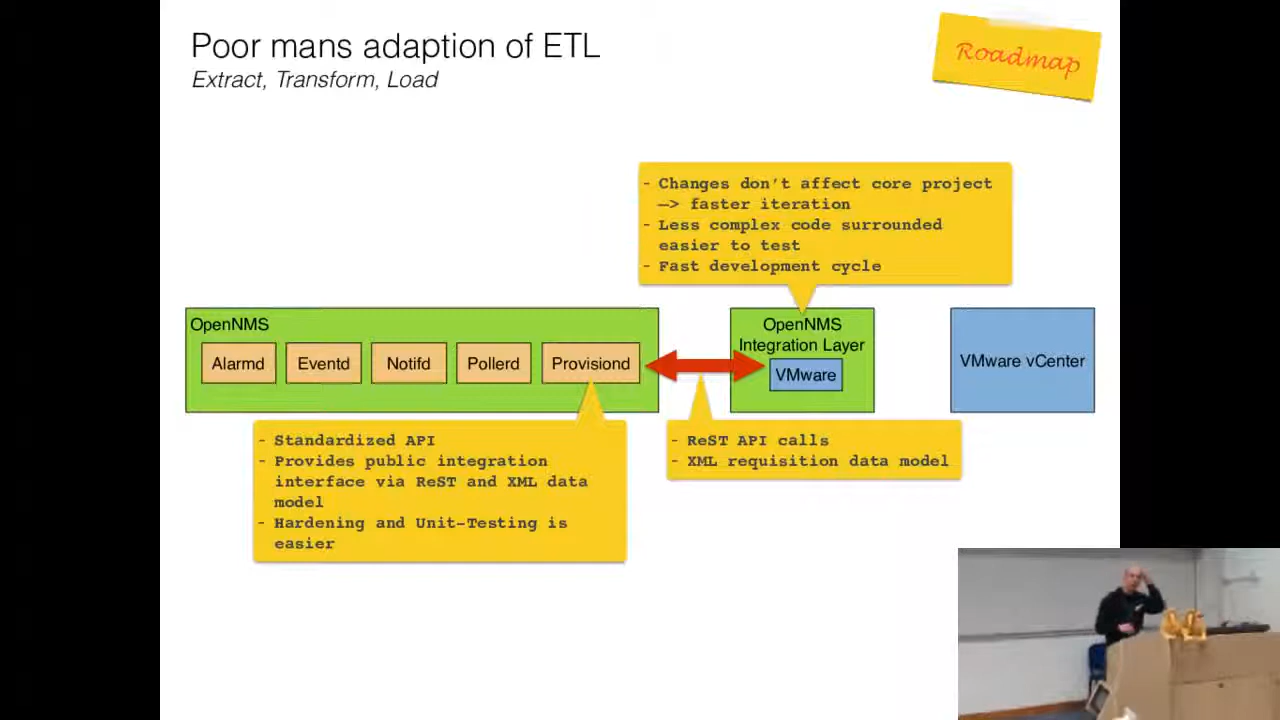 Poor mans adaption of ETL
Extract, Transform, Load
Roadmap
- Changes don't affect core project
—> faster iteration
- Less complex code surrounded
easier to test
- Fast development cycle
OpenNMS
Alarmd
Eventd
Notifd
Pollerd
Provisiond
OpenNMS
Integration Layer
VMware
VMware vCenter
- Standardized API
- Provides public integration
interface via ReST and XML data
model
- Hardening and Unit-Testing is
easier
- ReST API calls
- XML requisition data model